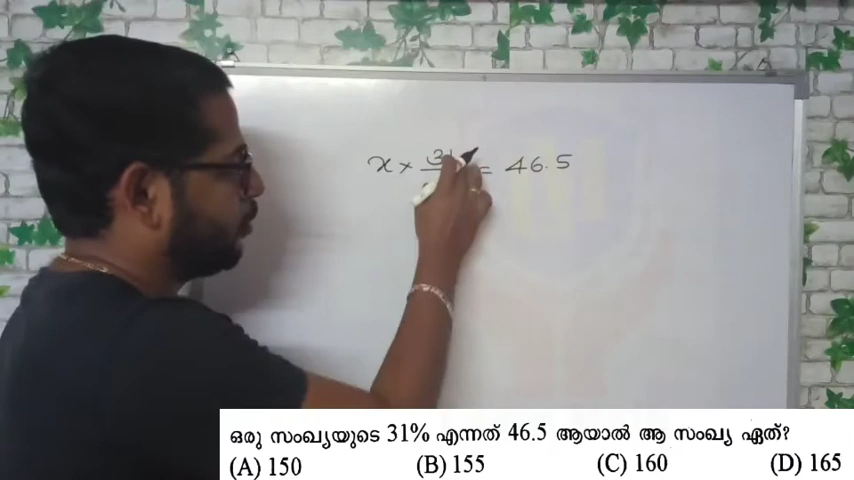 x × 31 = 46.5
ഒരു സംഖ്യയുടെ 31% എന്നത് 46.5 ആയാൽ ആ സംഖ്യ ഏത്?
(A) 150 (B) 155 (C) 160 (D) 165